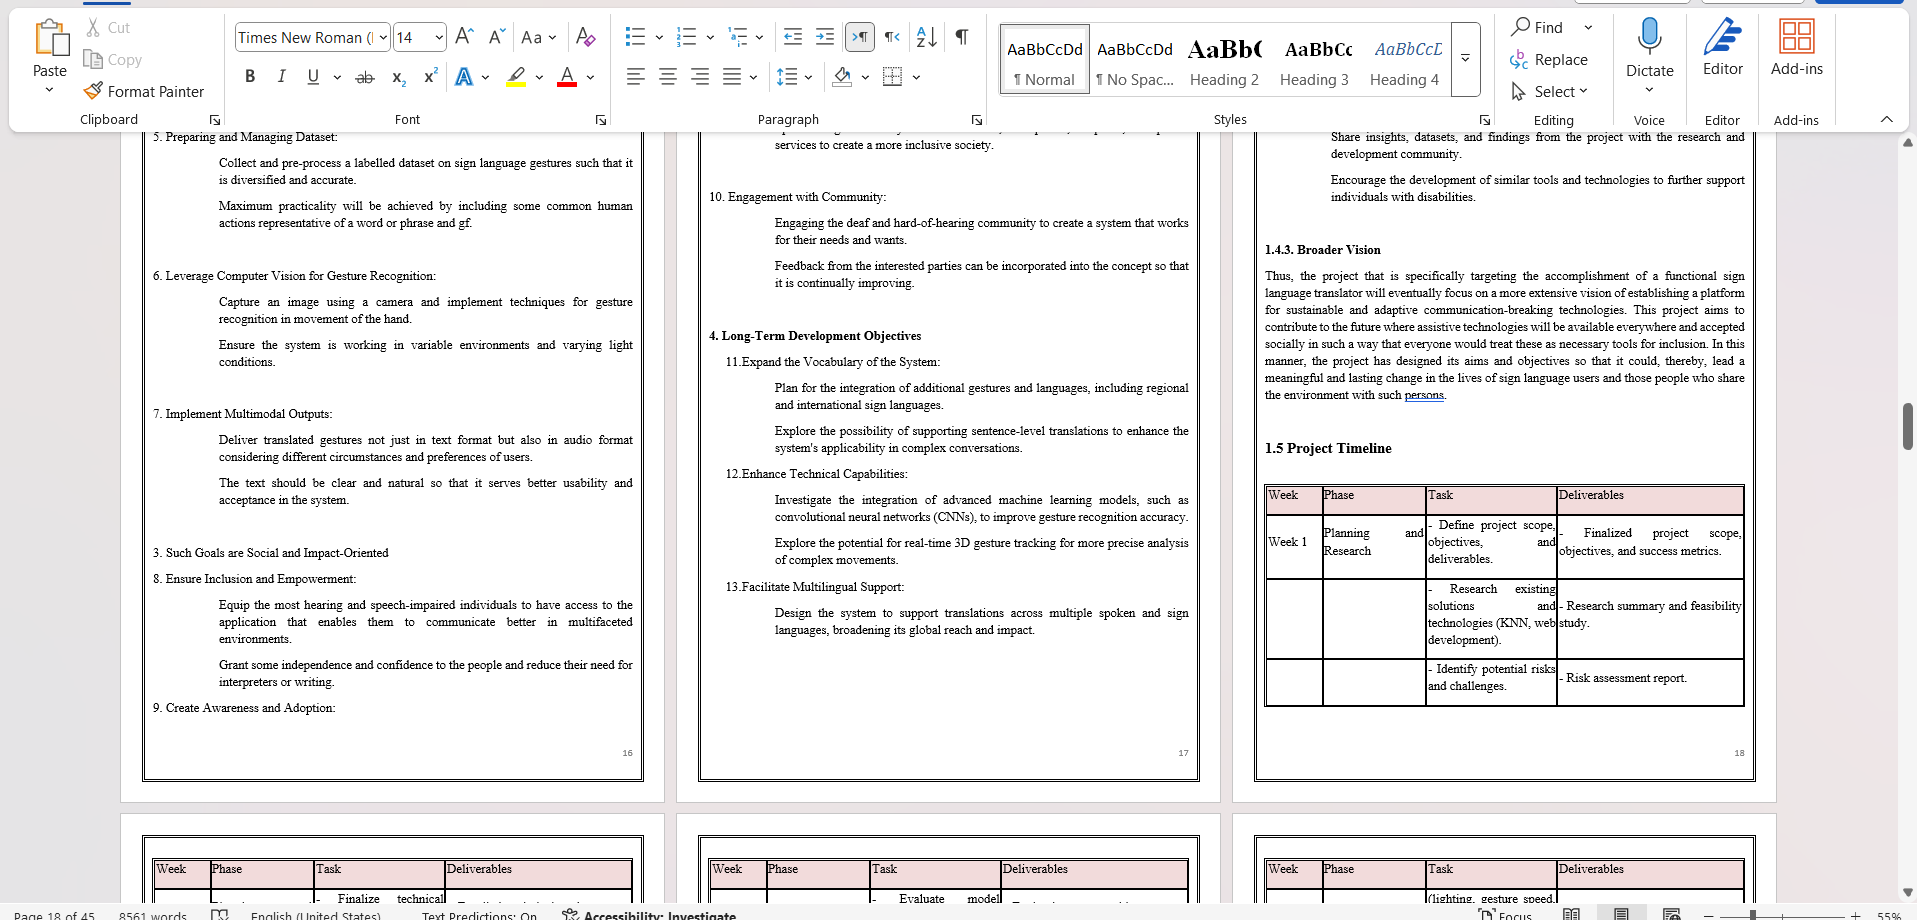 Paste
Cut
Copy
Format Painter
Clipboard
Times New Roman (I
14
Aa
Font
Paragraph
AaBbCcDd
¶ Normal
AaBbCcDd
¶ No Spac...
AaBb(
Heading 2
AaBbCc
Heading 3
AaBbCcD
Heading 4
Styles
Find
Replace
Select
Editing
Dictate
Voice
Editor
Editor
Add-ins
Add-ins
5. Preparing and Managing Dataset:
Collect and pre-process a labelled dataset on sign language gestures such that it
is diversified and accurate.
Maximum practicality will be achieved by including some common human
actions representative of a word or phrase and gf.
6. Leverage Computer Vision for Gesture Recognition:
Capture an image using a camera and implement techniques for gesture
recognition in movement of the hand.
Ensure the system is working in variable environments and varying light
conditions.
7. Implement Multimodal Outputs:
Deliver translated gestures not just in text format but also in audio format
considering different circumstances and preferences of users.
The text should be clear and natural so that it serves better usability and
acceptance in the system.
3. Such Goals are Social and Impact-Oriented
8. Ensure Inclusion and Empowerment:
Equip the most hearing and speech-impaired individuals to have access to the
application that enables them to communicate better in multifaceted
environments.
Grant some independence and confidence to the people and reduce their need for
interpreters or writing.
9. Create Awareness and Adoption:
16
services to create a more inclusive society.
10. Engagement with Community:
Engaging the deaf and hard-of-hearing community to create a system that works
for their needs and wants.
Feedback from the interested parties can be incorporated into the concept so that
it is continually improving.
4. Long-Term Development Objectives
11.Expand the Vocabulary of the System:
Plan for the integration of additional gestures and languages, including regional
and international sign languages.
Explore the possibility of supporting sentence-level translations to enhance the
system's applicability in complex conversations.
12.Enhance Technical Capabilities:
Investigate the integration of advanced machine learning models, such as
convolutional neural networks (CNNs), to improve gesture recognition accuracy.
Explore the potential for real-time 3D gesture tracking for more precise analysis
of complex movements.
13.Facilitate Multilingual Support:
Design the system to support translations across multiple spoken and sign
languages, broadening its global reach and impact.
17
Share insights, datasets, and findings from the project with the research and
development community.
Encourage the development of similar tools and technologies to further support
individuals with disabilities.
1.4.3. Broader Vision
Thus, the project that is specifically targeting the accomplishment of a functional sign
language translator will eventually focus on a more extensive vision of establishing a platform
for sustainable and adaptive communication-breaking technologies. This project aims to
contribute to the future where assistive technologies will be available everywhere and accepted
socially in such a way that everyone would treat these as necessary tools for inclusion. In this
manner, the project has designed its aims and objectives so that it could, thereby, lead a
meaningful and lasting change in the lives of sign language users and those people who share
the environment with such persons.
1.5 Project Timeline
Week Phase Task Deliverables
Week 1
Planning and
Research
- Define project scope,
objectives, and
deliverables.
- Finalized project scope,
objectives, and success metrics.
- Research existing
solutions and
technologies (KNN, web
development).
- Research summary and feasibility
study.
- Identify potential risks
and challenges.
- Risk assessment report.
18
Week Phase Task Deliverables
- Finalize technical
Week Phase Task Deliverables
- Evaluate model
Week Phase Task Deliverables
(lighting, gesture speed,
Page 18 of 45
8561 words
English (United States)
Text Predictions: On
Accessibility: Investigate
Focus
55%